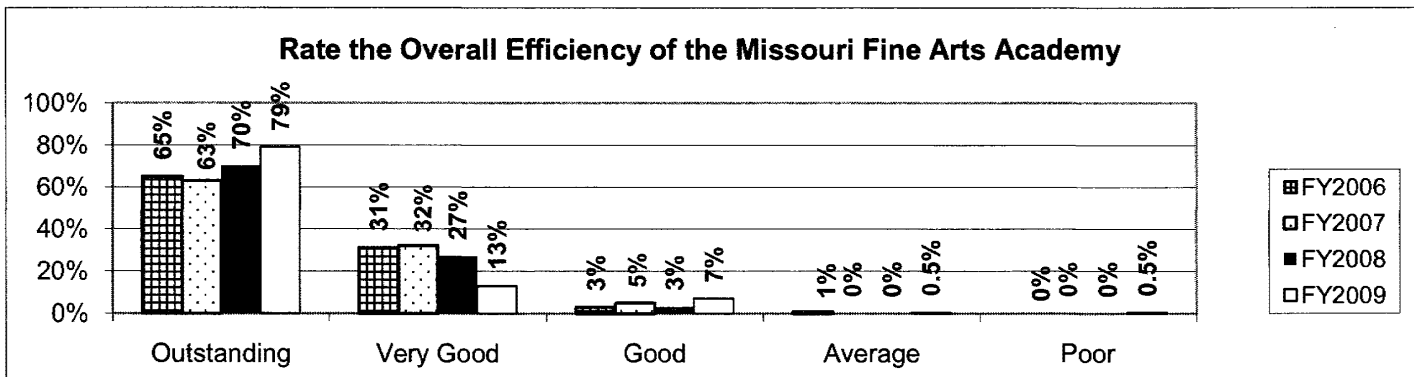 Rate the Overall Efficiency of the Missouri Fine Arts Academy
100%
80%
60%
40%
20%
0%
65%
63%
70%
79%
31%
32%
27%
13%
3%
5%
3%
7%
1%
0%
0%
0.5%
0%
0%
0%
0.5%
Outstanding
Very Good
Good
Average
Poor
FY2006
FY2007
FY2008
FY2009